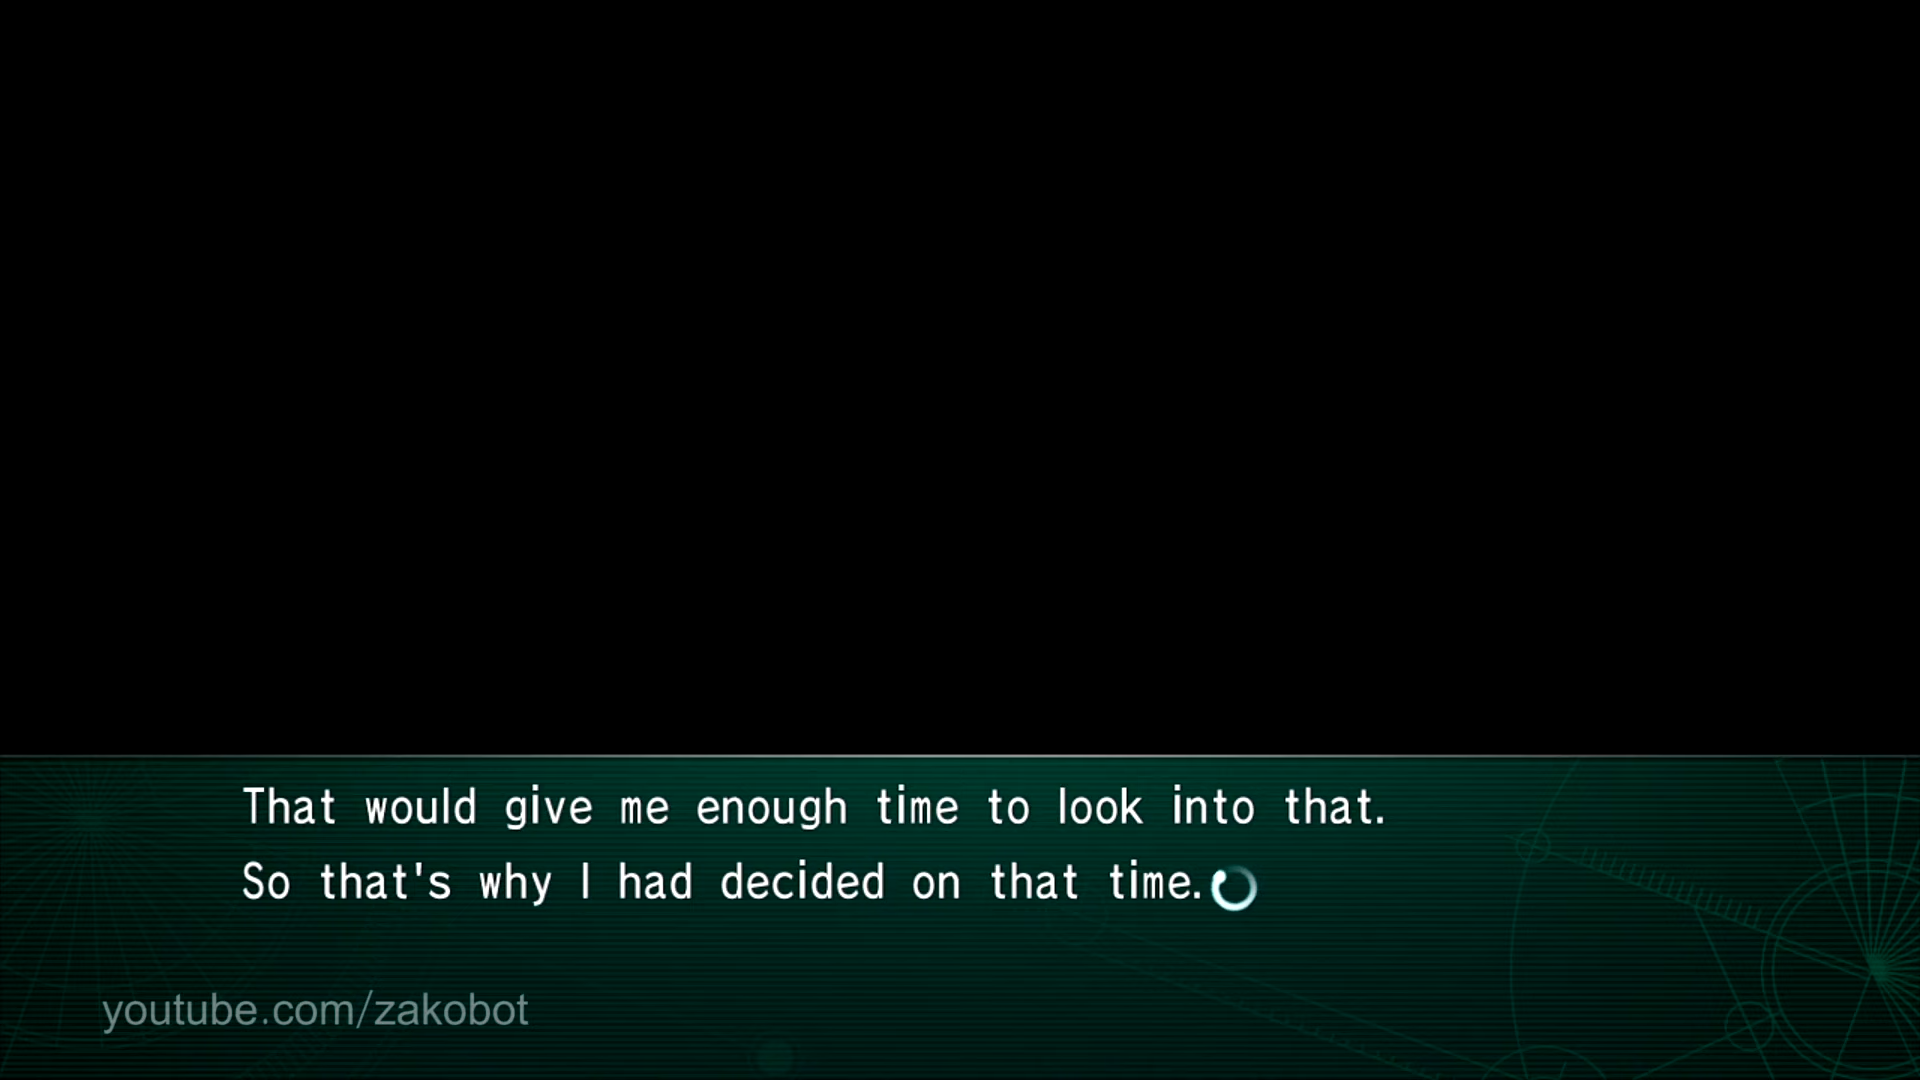 That would give me enough time to look into that.
So that's why I had decided on that time.
youtube.com/zakobot